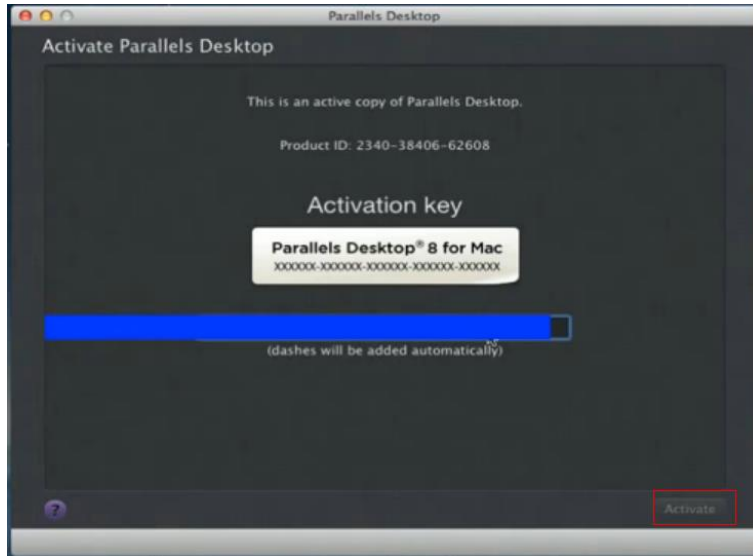 Parallels Desktop
Activate Parallels Desktop
This is an active copy of Parallels Desktop.
Product ID: 2340-38406-62608
Activation key
Parallels Desktop® 8 for Mac
XXXXXX-XXXXXX-XXXXXX-XXXXXX-XXXXXX
(dashes will be added automatically)
?
Activate